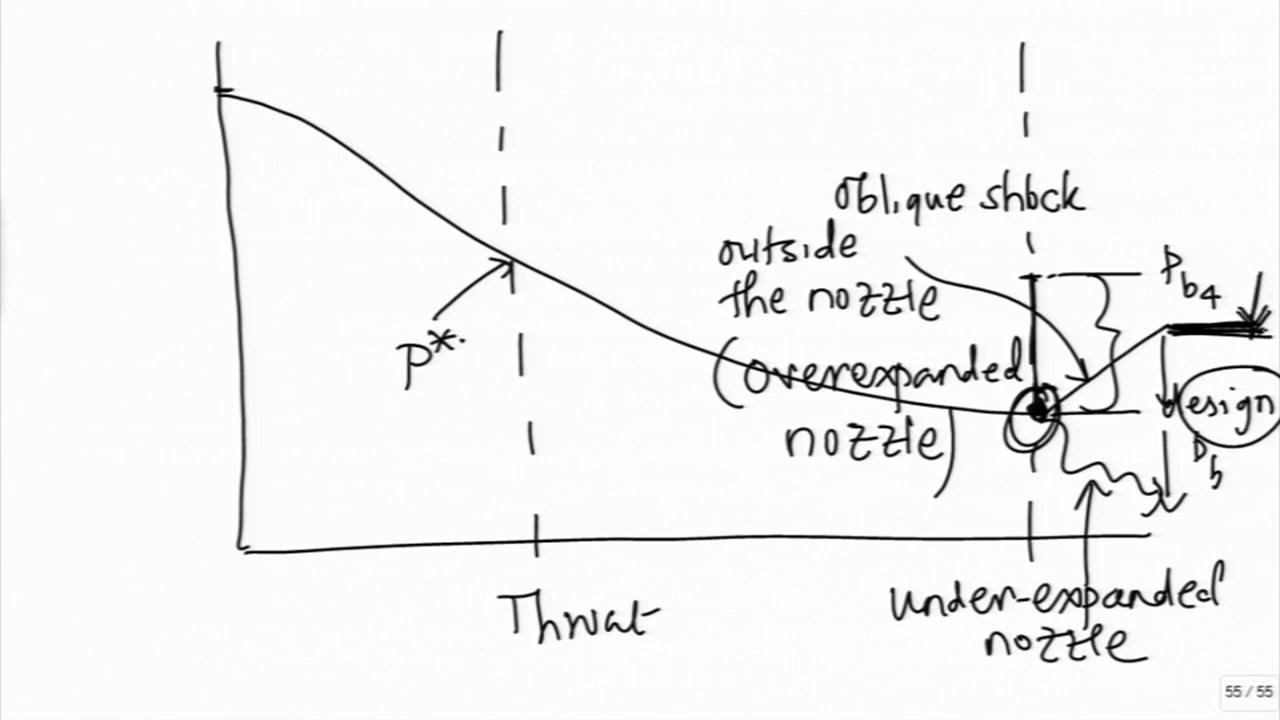 oblique shock
outside
the nozzle
(overexpanded
nozzle)
P*
Pb4
design
Pb
Throat
under-expanded
nozzle
55 / 55